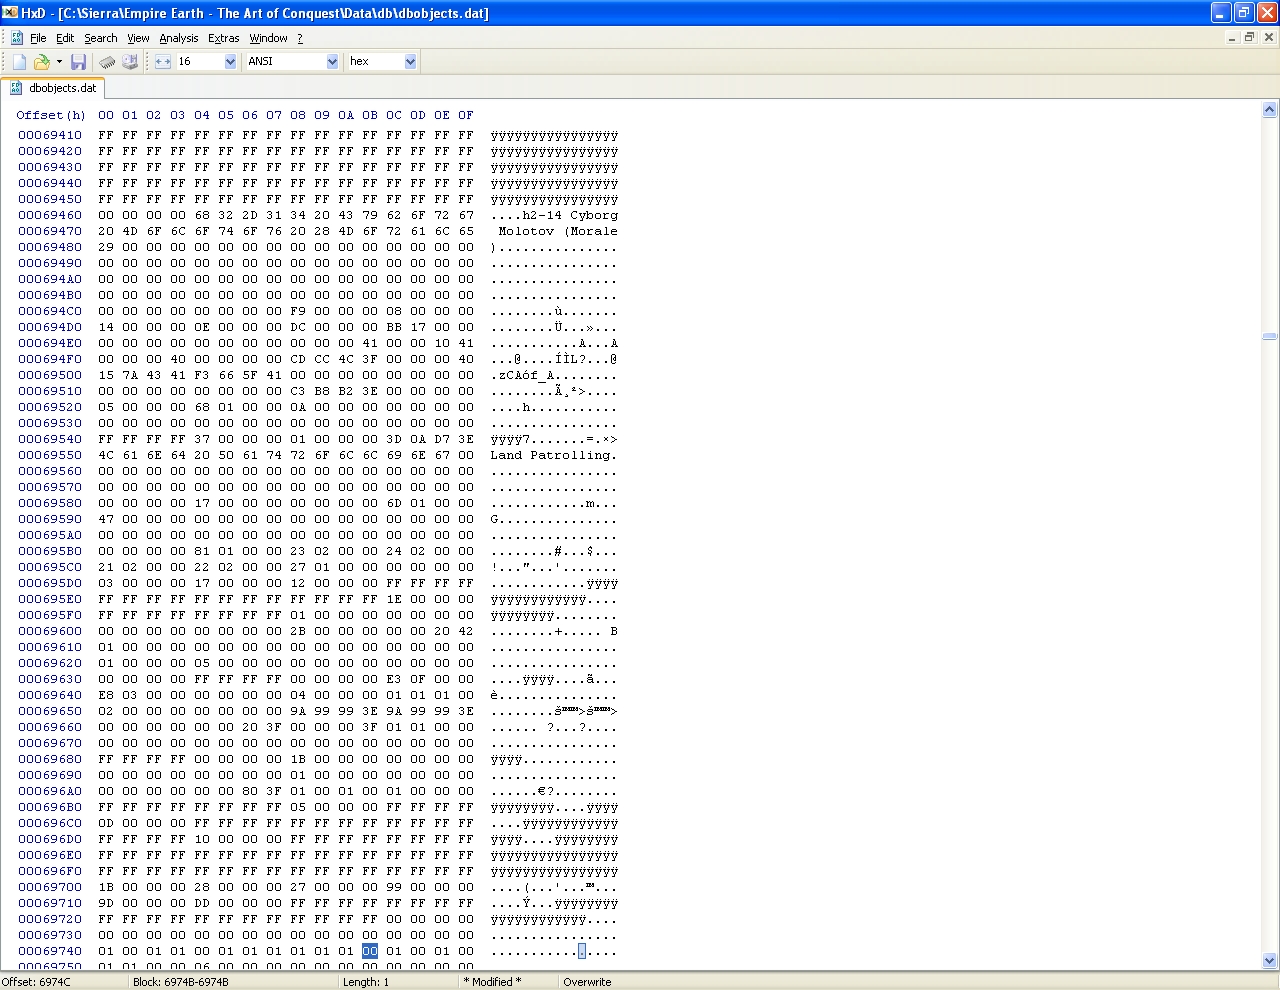 HxD - [C:\Sierra\Empire Earth - The Art of Conquest\Data\db\dbobjects.dat]
File Edit Search View Analysis Extras Window ?
16 ANSI hex
dbobjects.dat
Offset(h) 00 01 02 03 04 05 06 07 08 09 0A 0B 0C 0D 0E 0F
00069410 FF FF FF FF FF FF FF FF FF FF FF FF FF FF FF FF ÿÿÿÿÿÿÿÿÿÿÿÿÿÿÿÿ
00069420 FF FF FF FF FF FF FF FF FF FF FF FF FF FF FF FF ÿÿÿÿÿÿÿÿÿÿÿÿÿÿÿÿ
00069430 FF FF FF FF FF FF FF FF FF FF FF FF FF FF FF FF ÿÿÿÿÿÿÿÿÿÿÿÿÿÿÿÿ
00069440 FF FF FF FF FF FF FF FF FF FF FF FF FF FF FF FF ÿÿÿÿÿÿÿÿÿÿÿÿÿÿÿÿ
00069450 FF FF FF FF FF FF FF FF FF FF FF FF FF FF FF FF ÿÿÿÿÿÿÿÿÿÿÿÿÿÿÿÿ
00069460 00 00 00 00 68 32 2D 31 34 20 43 79 62 6F 72 67 ....h2-14 Cyborg
00069470 20 4D 6F 6C 6F 74 6F 76 20 28 4D 6F 72 61 6C 65 Molotov (Morale
00069480 29 00 00 00 00 00 00 00 00 00 00 00 00 00 00 00 )...............
00069490 00 00 00 00 00 00 00 00 00 00 00 00 00 00 00 00 ................
000694A0 00 00 00 00 00 00 00 00 00 00 00 00 00 00 00 00 ................
000694B0 00 00 00 00 00 00 00 00 00 00 00 00 00 00 00 00 ................
000694C0 00 00 00 00 00 00 00 00 F9 00 00 00 08 00 00 00 ........ù.......
000694D0 14 00 00 00 0E 00 00 00 DC 00 00 00 BB 17 00 00 ........Ü...»...
000694E0 00 00 00 00 00 00 00 00 00 00 00 41 00 00 10 41 ...........A...A
000694F0 00 00 00 40 00 00 00 00 CD CC 4C 3F 00 00 00 40 ...@....ÍÌL?...@
00069500 15 7A 43 41 F3 66 5F 41 00 00 00 00 00 00 00 00 .zCAóf_A........
00069510 00 00 00 00 00 00 00 00 C3 B8 B2 3E 00 00 00 00 ........Ã¸²>....
00069520 05 00 00 00 68 01 00 00 0A 00 00 00 00 00 00 00 ....h...........
00069530 00 00 00 00 00 00 00 00 00 00 00 00 00 00 00 00 ................
00069540 FF FF FF FF 37 00 00 00 01 00 00 00 3D 0A D7 3E ÿÿÿÿ7.......=.×>
00069550 4C 61 6E 64 20 50 61 74 72 6F 6C 6C 69 6E 67 00 Land Patrolling.
00069560 00 00 00 00 00 00 00 00 00 00 00 00 00 00 00 00 ................
00069570 00 00 00 00 00 00 00 00 00 00 00 00 00 00 00 00 ................
00069580 00 00 00 00 17 00 00 00 00 00 00 00 6D 01 00 00 ............m...
00069590 47 00 00 00 00 00 00 00 00 00 00 00 00 00 00 00 G...............
000695A0 00 00 00 00 00 00 00 00 00 00 00 00 00 00 00 00 ................
000695B0 00 00 00 00 81 01 00 00 23 02 00 00 24 02 00 00 ........#...$...
000695C0 21 02 00 00 22 02 00 00 27 01 00 00 00 00 00 00 !..."...'.......
000695D0 03 00 00 00 17 00 00 00 12 00 00 00 FF FF FF FF ............ÿÿÿÿ
000695E0 FF FF FF FF FF FF FF FF FF FF FF FF 1E 00 00 00 ÿÿÿÿÿÿÿÿÿÿÿÿ....
000695F0 FF FF FF FF FF FF FF FF 01 00 00 00 00 00 00 00 ÿÿÿÿÿÿÿÿ........
00069600 00 00 00 00 00 00 00 00 2B 00 00 00 00 00 20 42 ........+..... B
00069610 01 00 00 00 00 00 00 00 00 00 00 00 00 00 00 00 ................
00069620 01 00 00 00 05 00 00 00 00 00 00 00 00 00 00 00 ................
00069630 00 00 00 00 FF FF FF FF 00 00 00 00 E3 0F 00 00 ....ÿÿÿÿ....ã...
00069640 E8 03 00 00 00 00 00 00 04 00 00 00 01 01 01 00 è...............
00069650 02 00 00 00 00 00 00 00 9A 99 99 3E 9A 99 99 3E ........š™™>š™™>
00069660 00 00 00 00 00 00 20 3F 00 00 00 3F 01 01 00 00 ...... ?...?....
00069670 00 00 00 00 00 00 00 00 00 00 00 00 00 00 00 00 ................
00069680 FF FF FF FF 00 00 00 00 1B 00 00 00 00 00 00 00 ÿÿÿÿ............
00069690 00 00 00 00 00 00 00 00 01 00 00 00 00 00 00 00 ................
000696A0 00 00 00 00 00 00 80 3F 01 00 01 00 01 00 00 00 ......€?........
000696B0 FF FF FF FF FF FF FF FF 05 00 00 00 FF FF FF FF ÿÿÿÿÿÿÿÿ....ÿÿÿÿ
000696C0 0D 00 00 00 FF FF FF FF FF FF FF FF FF FF FF FF ....ÿÿÿÿÿÿÿÿÿÿÿÿ
000696D0 FF FF FF FF 10 00 00 00 FF FF FF FF FF FF FF FF ÿÿÿÿ....ÿÿÿÿÿÿÿÿ
000696E0 FF FF FF FF FF FF FF FF FF FF FF FF FF FF FF FF ÿÿÿÿÿÿÿÿÿÿÿÿÿÿÿÿ
000696F0 FF FF FF FF FF FF FF FF FF FF FF FF FF FF FF FF ÿÿÿÿÿÿÿÿÿÿÿÿÿÿÿÿ
00069700 1B 00 00 00 28 00 00 00 27 00 00 00 99 00 00 00 ....(...'...™...
00069710 9D 00 00 00 DD 00 00 00 FF FF FF FF FF FF FF FF ....Ý...ÿÿÿÿÿÿÿÿ
00069720 FF FF FF FF FF FF FF FF FF FF FF FF 00 00 00 00 ÿÿÿÿÿÿÿÿÿÿÿÿ....
00069730 00 00 00 00 00 00 00 00 00 00 00 00 00 00 00 00 ................
00069740 01 00 01 01 00 01 01 01 01 01 01 00 01 00 01 00 ................
00069750 01 01 00 00 06 00 00 00 00 00 00 00 00 00 00 00 ................
Offset: 6974C Block: 6974B-6974B Length: 1 * Modified * Overwrite